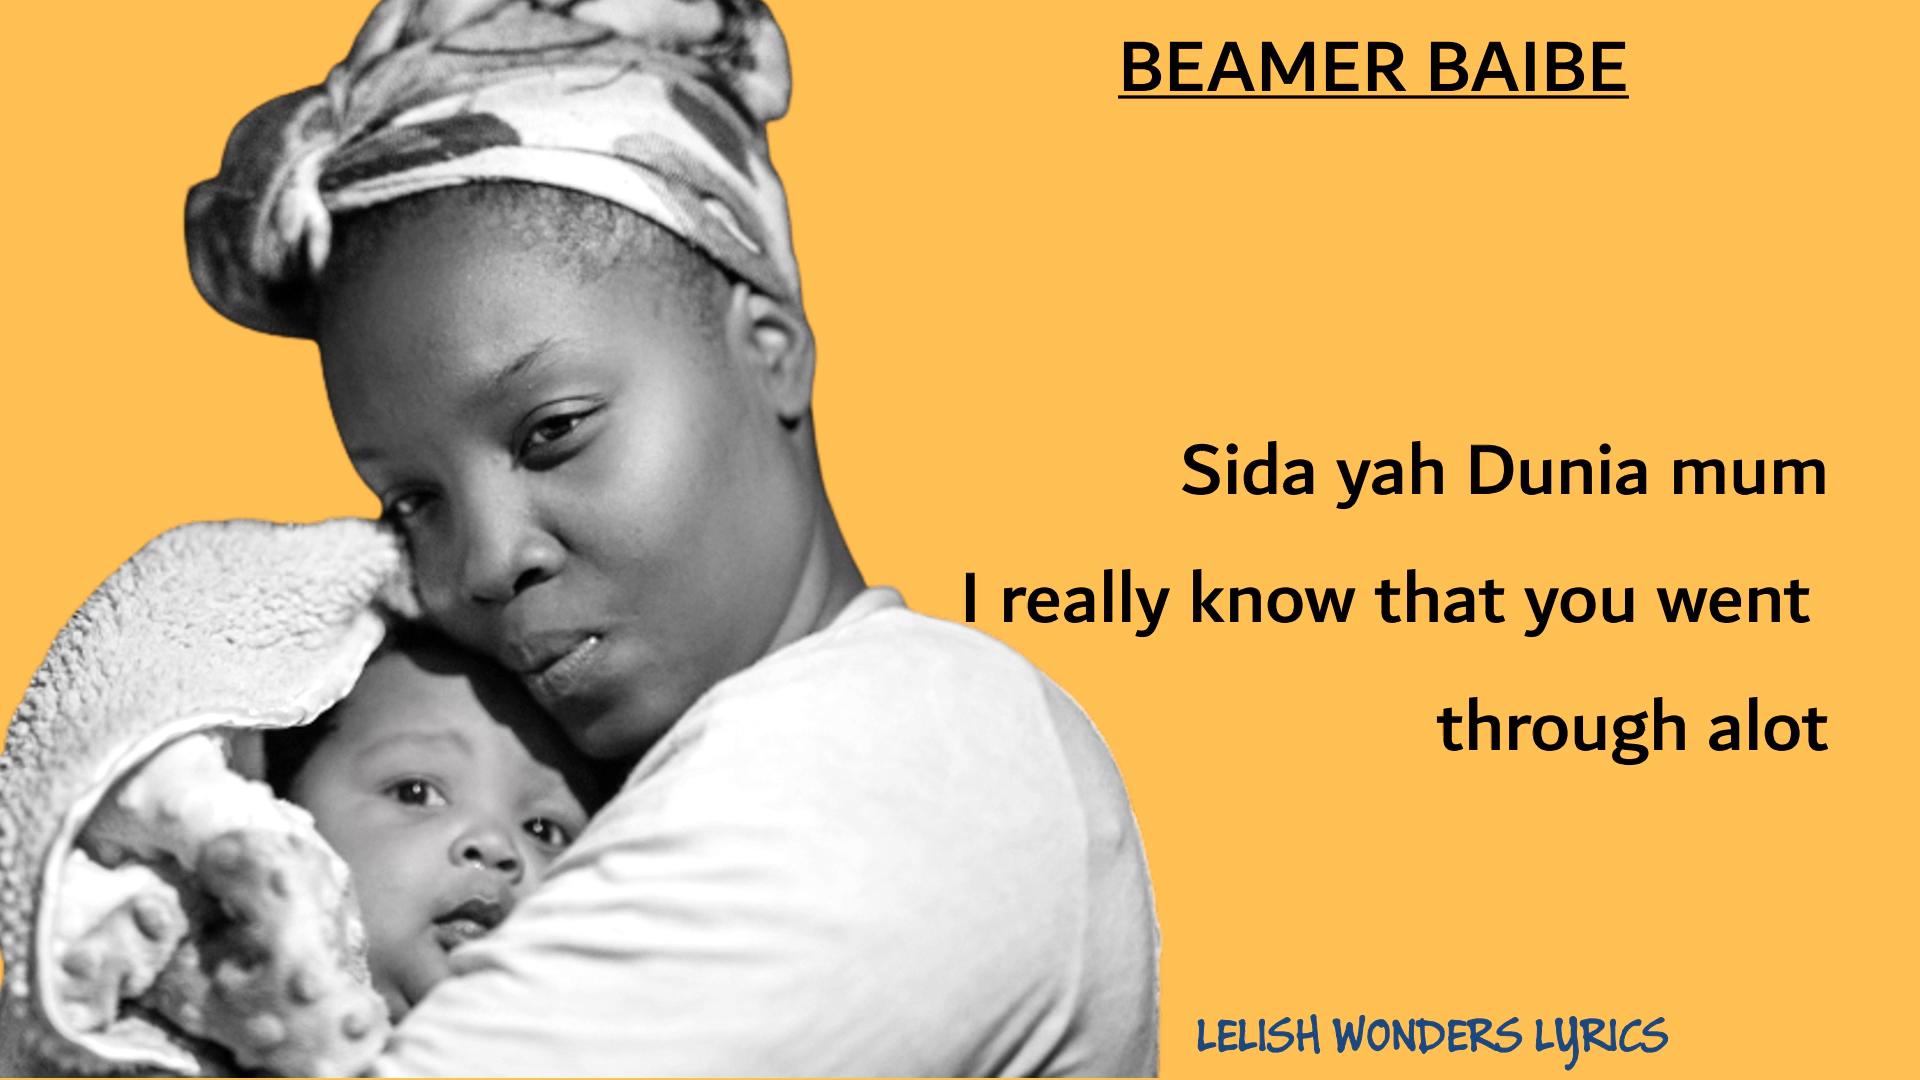 BEAMER BAIBE
Sida yah Dunia mum
I really know that you went
through alot
LELISH WONDERS LYRICS